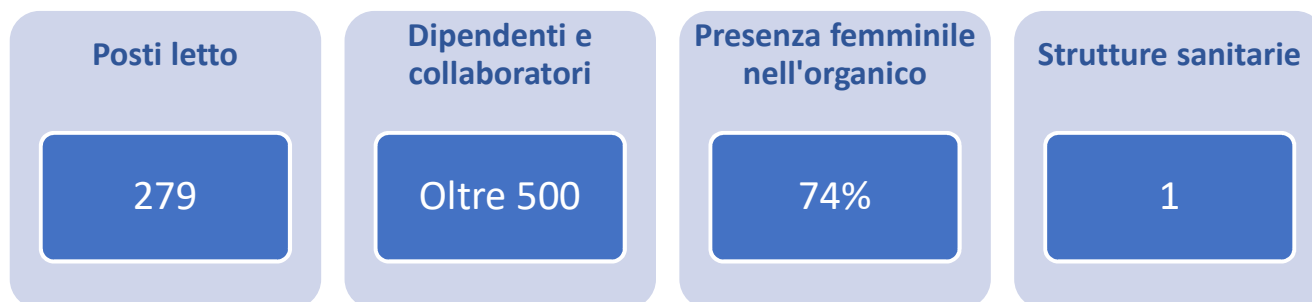 Posti letto
279
Dipendenti e
collaboratori
Oltre 500
Presenza femminile
nell'organico
74%
Strutture sanitarie
1